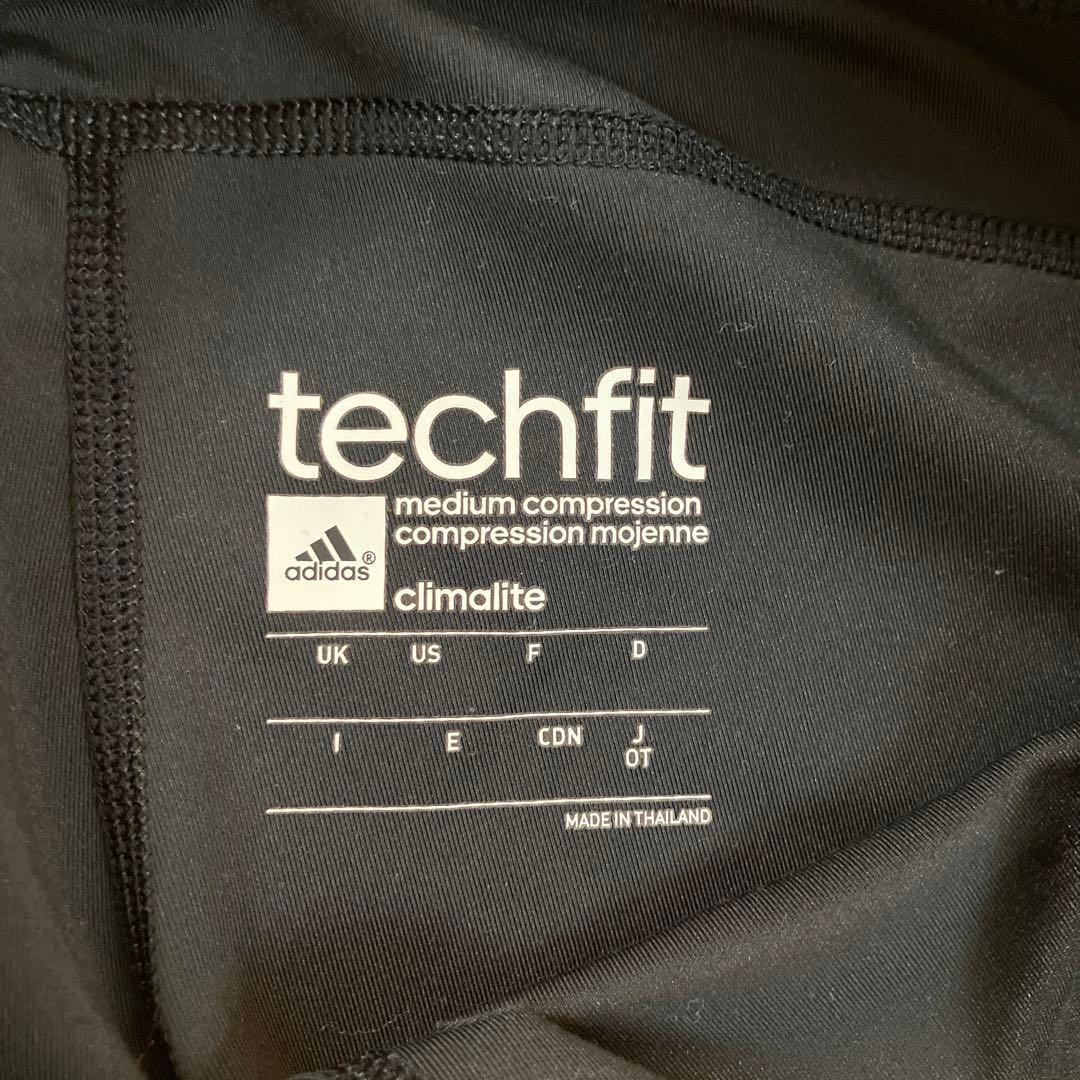 techfit
medium compression
compression mojenne
adidas®
climalite
UK US F D
I E CDN J
OT
MADE IN THAILAND